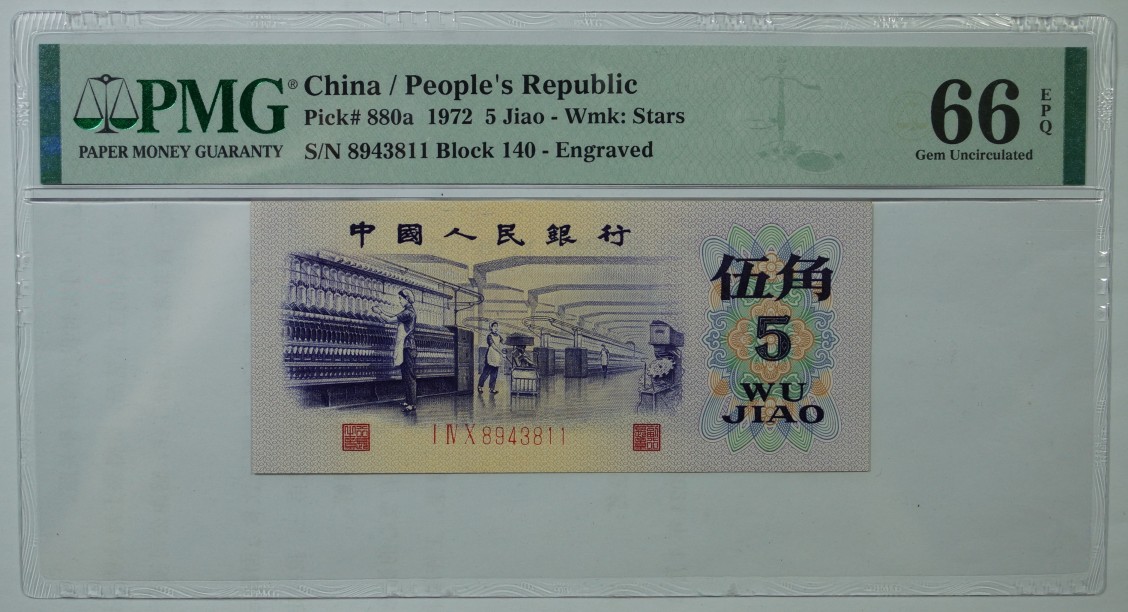 PMG®
PAPER MONEY GUARANTY
China / People's Republic
Pick# 880a 1972 5 Jiao - Wmk: Stars
S/N 8943811 Block 140 - Engraved
66 EPQ
Gem Uncirculated
中國人民銀行
伍角
5
WU
JIAO
I IV X 8943811